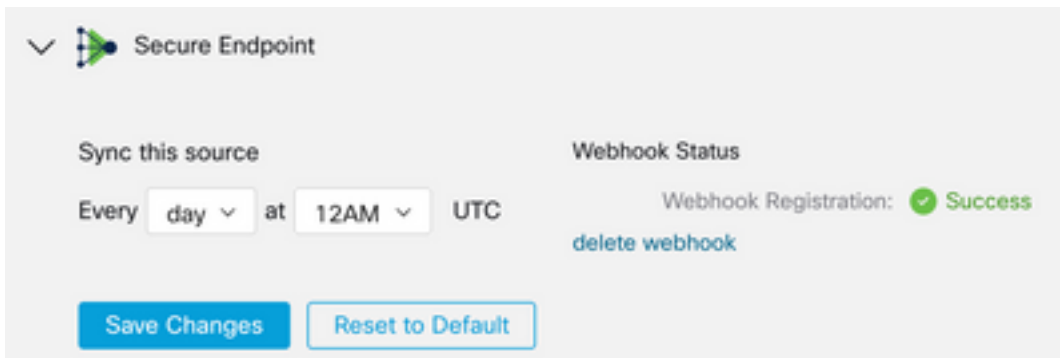 Secure Endpoint
Sync this source
Every day at 12AM UTC
Webhook Status
Webhook Registration: Success
delete webhook
Save Changes Reset to Default